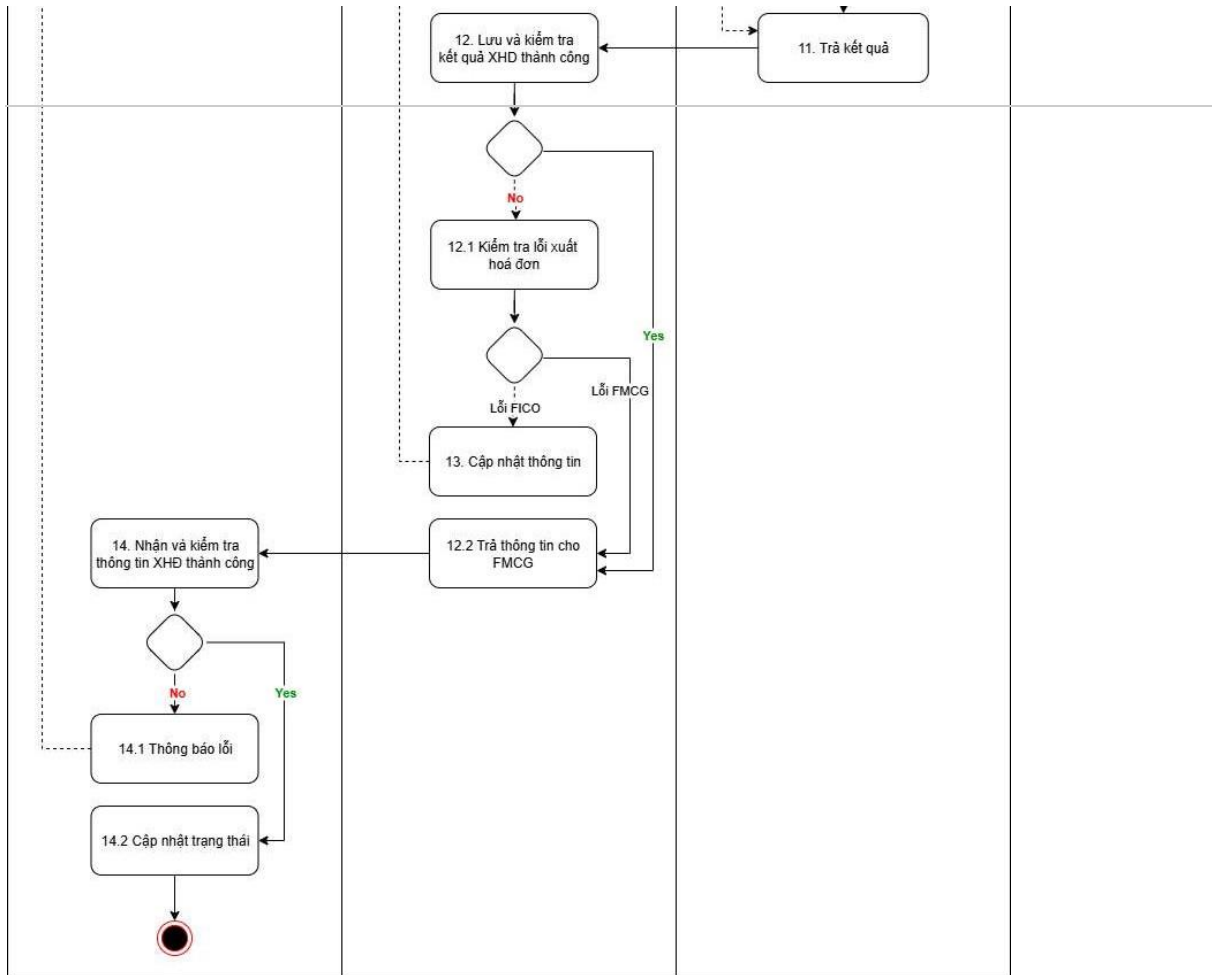 12. Lưu và kiểm tra
kết quả XHD thành công
11. Trả kết quả
No
12.1 Kiểm tra lỗi xuất
hoá đơn
Yes
Lỗi FMCG
Lỗi FICO
13. Cập nhật thông tin
14. Nhận và kiểm tra
thông tin XHĐ thành công
12.2 Trả thông tin cho
FMCG
No
Yes
14.1 Thông báo lỗi
14.2 Cập nhật trạng thái